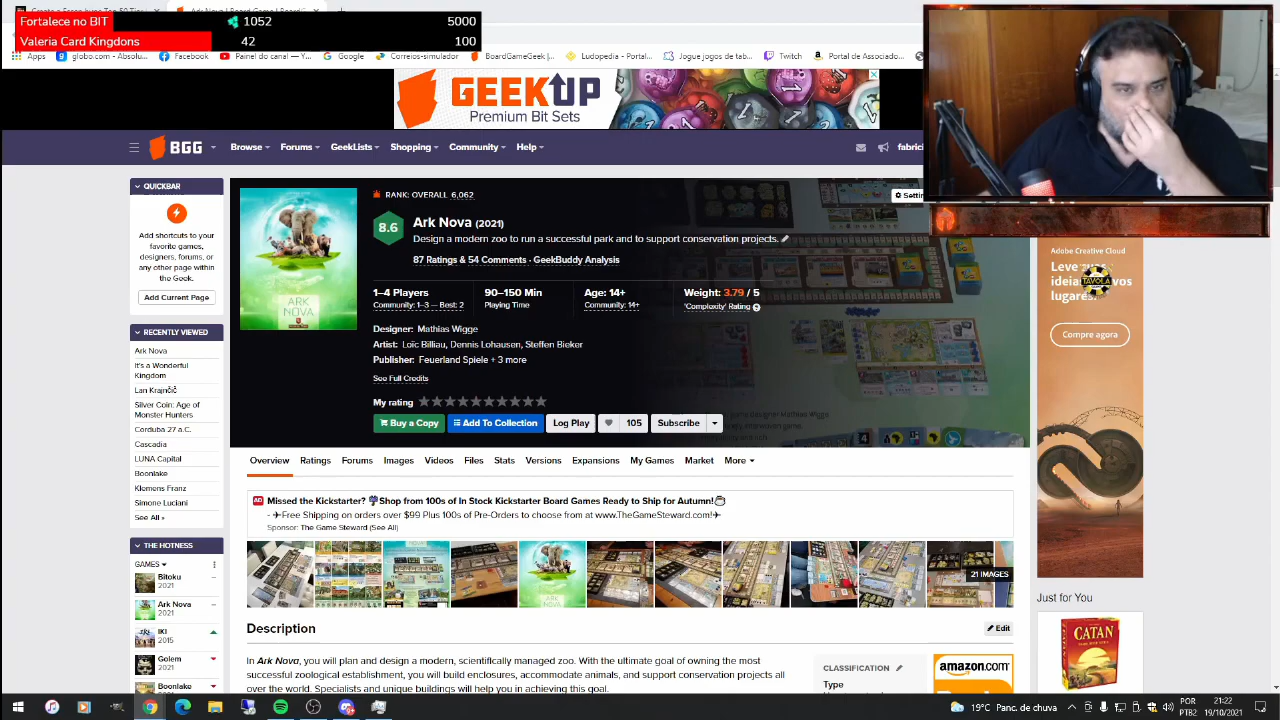 Fortalece no BIT 1052 5000
Valeria Card Kingdons 42 100
Apps globo.com - Absolu... Facebook Painel do canal — Y... Google Correios-simulador BoardGameGeek | Lo... Ludopedia - Portal... Jogue jogos de tab... Twitch Portal de Associado...
GEEKUP
Premium Bit Sets
BGG Browse Forums GeekLists Shopping Community Help fabrici
QUICKBAR
Add shortcuts to your
favorite games,
designers, forums, or
any other page within
the Geek.
Add Current Page
RECENTLY VIEWED
Ark Nova
It's a Wonderful
Kingdom
Lan Krajnčič
Silver Coin: Age of
Monster Hunters
Corduba 27 a.C.
Cascadia
LUNA Capital
Boonlake
Klemens Franz
Simone Luciani
See All »
THE HOTNESS
GAMES
Bitoku
2021
Ark Nova
2021
IKI
2015
Golem
2021
Boonlake
RANK: OVERALL 6,062
8.6 Ark Nova (2021)
Design a modern zoo to run a successful park and to support conservation projects.
87 Ratings & 54 Comments · GeekBuddy Analysis
1–4 Players
Community: 1–3 — Best: 2
90–150 Min
Playing Time
Age: 14+
Community: 14+
Weight: 3.79 / 5
'Complexity' Rating
Designer: Mathias Wigge
Artist: Loïc Billiau, Dennis Lohausen, Steffen Bieker
Publisher: Feuerland Spiele + 3 more
See Full Credits
My rating
Buy a Copy Add To Collection Log Play 105 Subscribe
ARK
NOVA
Overview Ratings Forums Images Videos Files Stats Versions Expansions My Games Market More
AD Missed the Kickstarter? Shop from 100s of In Stock Kickstarter Board Games Ready to Ship for Autumn!
- ✈Free Shipping on orders over $99 Plus 100s of Pre-Orders to choose from at www.TheGameSteward.com!✈
Sponsor: The Game Steward (See All)
21 IMAGES
Description
Edit
In Ark Nova, you will plan and design a modern, scientifically managed zoo. With the ultimate goal of owning the most
successful zoological establishment, you will build enclosures, accommodate animals, and support conservation projects all
over the world. Specialists and unique buildings will help you in achieving this goal.
CLASSIFICATION
Type
amazon.com
Adobe Creative Cloud
TAVOLA
lugares.
Compre agora
Just for You
CATAN
19°C Panc. chuva
POR
PTB2
21:22
19/10/2021